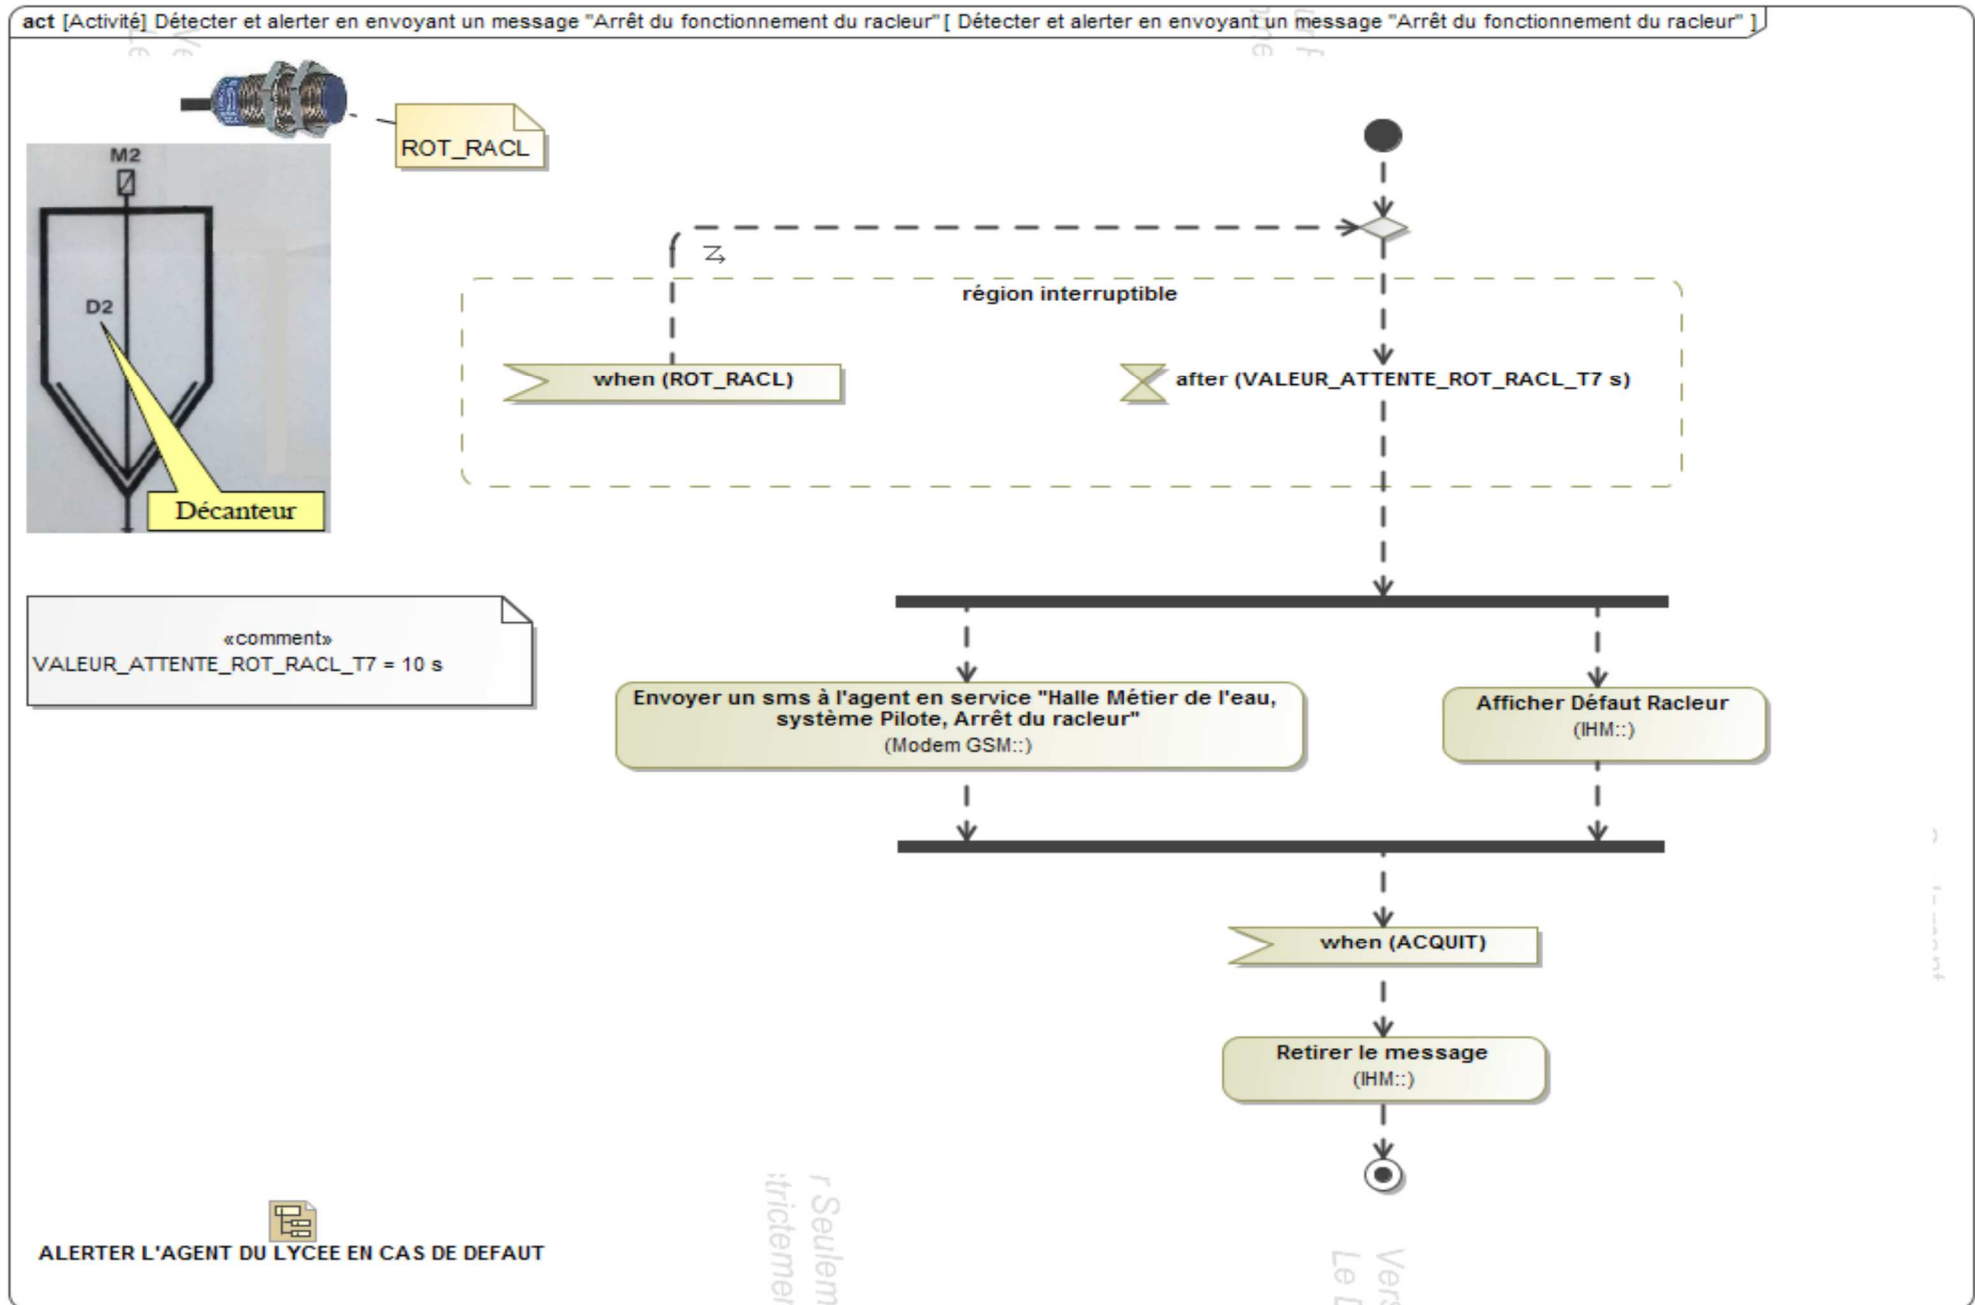 act [Activité] Détecter et alerter en envoyant un message "Arrêt du fonctionnement du racleur" [ Détecter et alerter en envoyant un message "Arrêt du fonctionnement du racleur" ]
ROT_RACL
M2
D2
Décanteur
région interruptible
when (ROT_RACL)
after (VALEUR_ATTENTE_ROT_RACL_T7 s)
«comment»
VALEUR_ATTENTE_ROT_RACL_T7 = 10 s
Envoyer un sms à l'agent en service "Halle Métier de l'eau,
système Pilote, Arrêt du racleur"
(Modem GSM::)
Afficher Défaut Racleur
(IHM::)
when (ACQUIT)
Retirer le message
(IHM::)
ALERTER L'AGENT DU LYCEE EN CAS DE DEFAUT